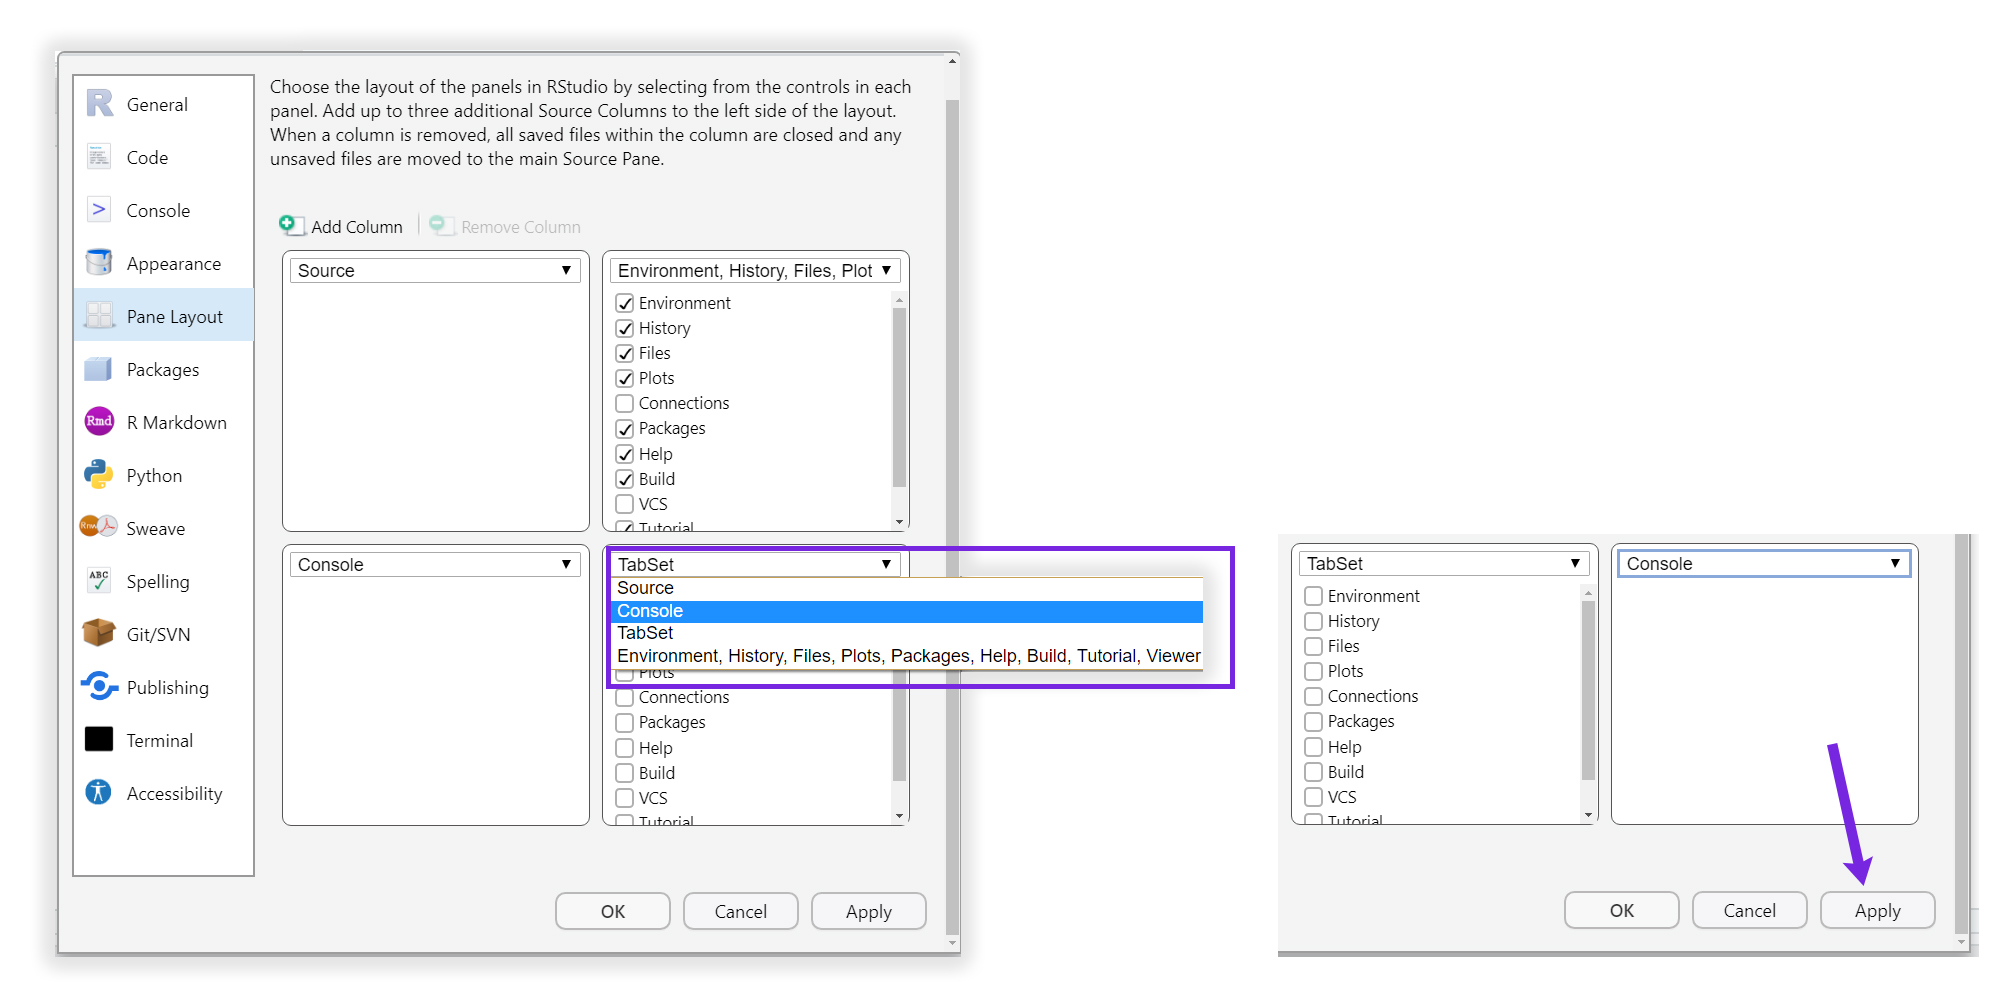 General
Code
Console
Appearance
Pane Layout
Packages
Rmd
R Markdown
Python
Rnw
Sweave
ABC
Spelling
Git/SVN
Publishing
Terminal
Accessibility
Choose the layout of the panels in RStudio by selecting from the controls in each
panel. Add up to three additional Source Columns to the left side of the layout.
When a column is removed, all saved files within the column are closed and any
unsaved files are moved to the main Source Pane.
Add Column
Remove Column
Source
Environment, History, Files, Plot
Environment
History
Files
Plots
Connections
Packages
Help
Build
VCS
Tutorial
Console
TabSet
Source
Console
TabSet
Environment, History, Files, Plots, Packages, Help, Build, Tutorial, Viewer
Plots
Connections
Packages
Help
Build
VCS
Tutorial
OK
Cancel
Apply
TabSet
Environment
History
Files
Plots
Connections
Packages
Help
Build
VCS
Tutorial
Console
OK
Cancel
Apply